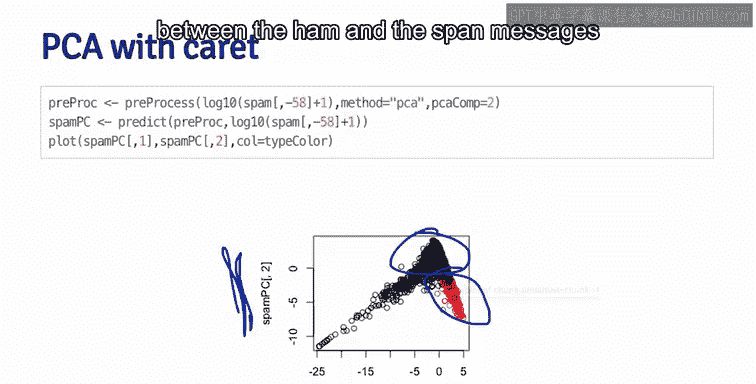 between the ham and the span messages
PCA with caret
preProc <- preProcess(log10(spam[,-58]+1),method="pca",pcaComp=2)
spamPC <- predict(preProc,log10(spam[,-58]+1))
plot(spamPC[,1],spamPC[,2],col=typeColor)
spamPC[, 2]
0
-5
-10
-25
-15
-5
0
5